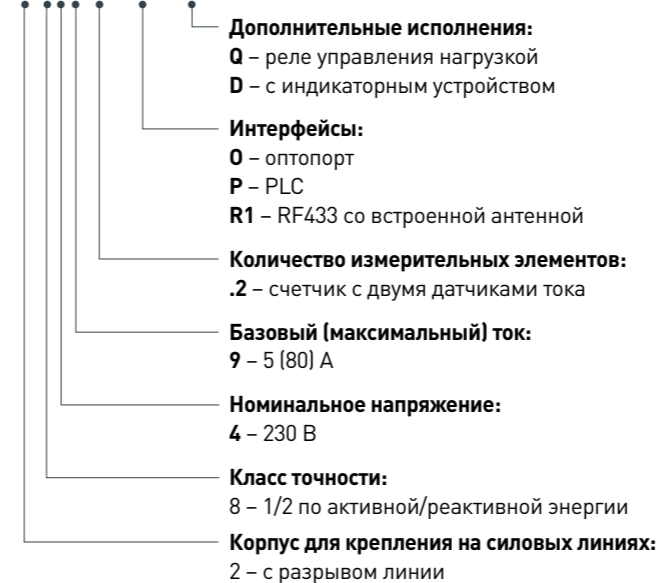 Дополнительные исполнения:
Q – реле управления нагрузкой
D – с индикаторным устройством
Интерфейсы:
O – оптопорт
P – PLC
R1 – RF433 со встроенной антенной
Количество измерительных элементов:
.2 – счетчик с двумя датчиками тока
Базовый (максимальный) ток:
9 – 5 (80) А
Номинальное напряжение:
4 – 230 В
Класс точности:
8 – 1/2 по активной/реактивной энергии
Корпус для крепления на силовых линиях:
2 – с разрывом линии